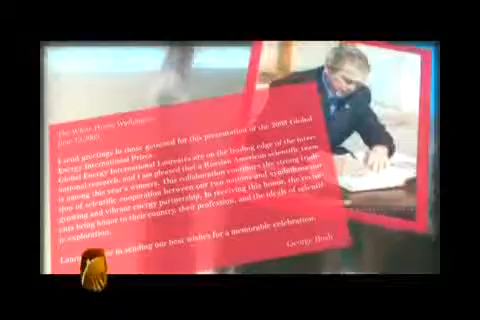 The White House, Washington
June 12, 2008
I send greetings to those gathered for this presentation of the 2008 Global
Energy International Prize.
Global Energy International Laureates are on the leading edge of the inter-
national research, and I am pleased that a Russian American scientific team
is among this year's winners. This collaboration continues the strong tradi-
tion of scientific cooperation between our two nations and symbolizes our
growing and vibrant energy partnership. In receiving this honor, the recipi-
ents bring honor to their country, their profession, and the ideals of scientif-
ic exploration.
Laura in sending our best wishes for a memorable celebration.
George Bush